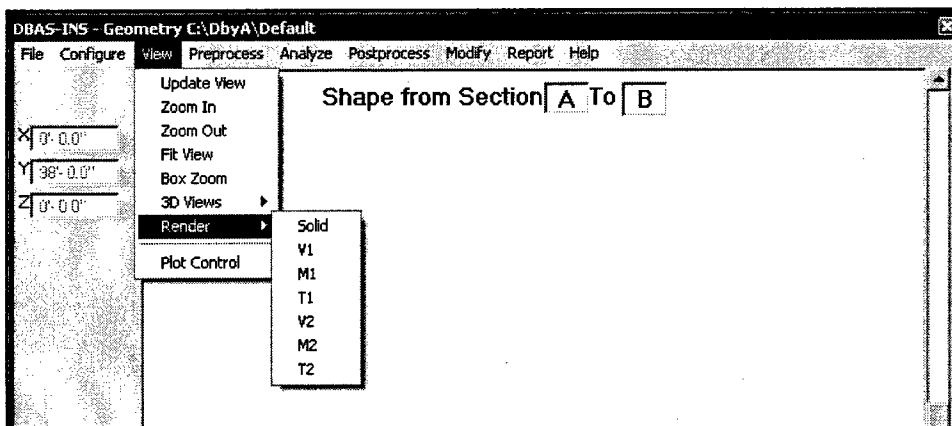 DBAS-INS - Geometry C:\DbyA\Default
File Configure View Preprocess Analyze Postprocess Modify Report Help
Update View
Zoom In
Zoom Out
Fit View
Box Zoom
3D Views
Render
Plot Control
Solid
V1
M1
T1
V2
M2
T2
Shape from Section A To B
X 0'- 0.0"
Y 38'- 0.0"
Z 0'- 0.0"